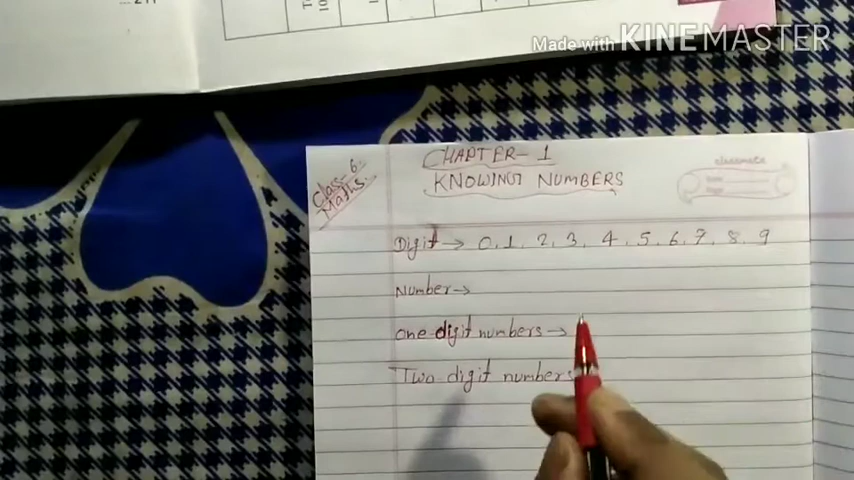 Made with KINEMASTER
Class-6
Maths
CHAPTER-1
KNOWING NUMBERS
classmate
Digit → 0, 1, 2, 3, 4, 5, 6, 7, 8, 9
Number →
One digit numbers →
Two digit numbers